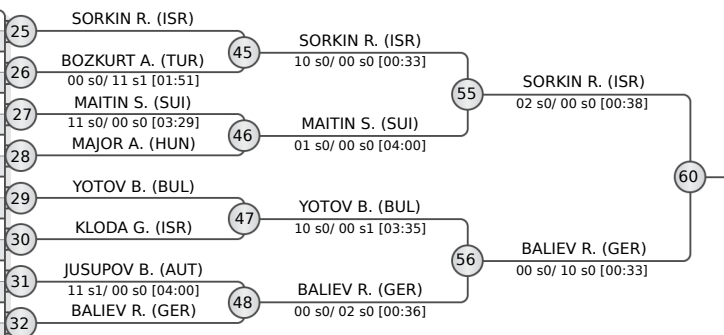 25
SORKIN R. (ISR)
26
BOZKURT A. (TUR)
00 s0/ 11 s1 [01:51]
45
SORKIN R. (ISR)
10 s0/ 00 s0 [00:33]
27
MAITIN S. (SUI)
11 s0/ 00 s0 [03:29]
28
MAJOR A. (HUN)
46
MAITIN S. (SUI)
01 s0/ 00 s0 [04:00]
55
SORKIN R. (ISR)
02 s0/ 00 s0 [00:38]
29
YOTOV B. (BUL)
30
KLODA G. (ISR)
47
YOTOV B. (BUL)
10 s0/ 00 s1 [03:35]
31
JUSUPOV B. (AUT)
11 s1/ 00 s0 [04:00]
32
BALIEV R. (GER)
48
BALIEV R. (GER)
00 s0/ 02 s0 [00:36]
56
BALIEV R. (GER)
00 s0/ 10 s0 [00:33]
60